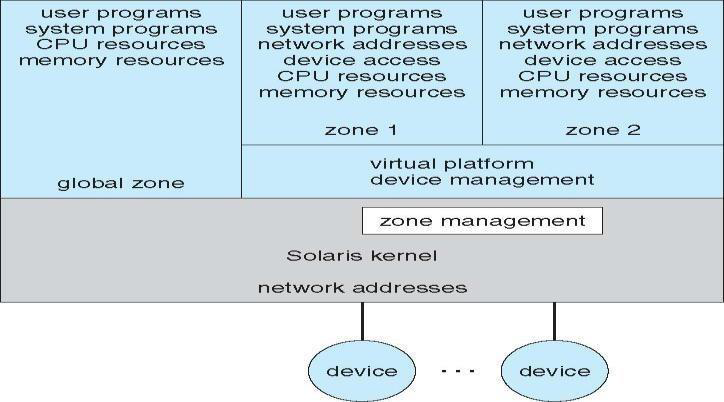 user programs
system programs
CPU resources
memory resources
global zone
user programs
system programs
network addresses
device access
CPU resources
memory resources
zone 1
user programs
system programs
network addresses
device access
CPU resources
memory resources
zone 2
virtual platform
device management
zone management
Solaris kernel
network addresses
device
...
device